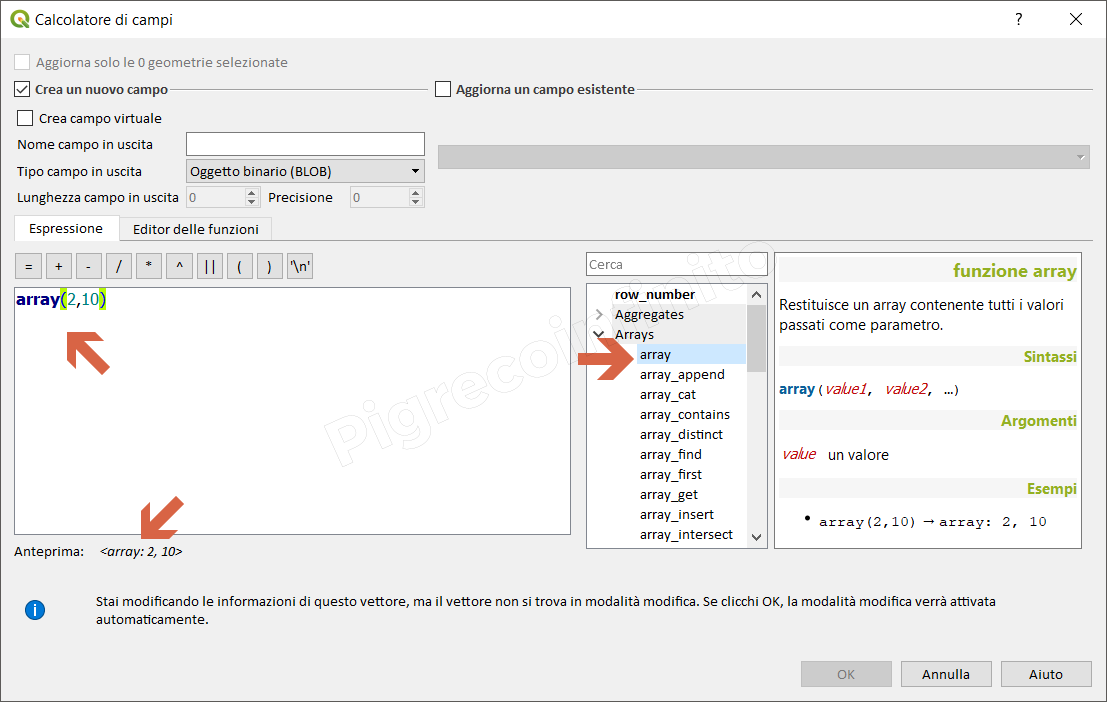 Calcolatore di campi
?
Aggiorna solo le 0 geometrie selezionate
Crea un nuovo campo
Aggiorna un campo esistente
Crea campo virtuale
Nome campo in uscita
Tipo campo in uscita
Oggetto binario (BLOB)
Lunghezza campo in uscita
0
Precisione
0
Espressione
Editor delle funzioni
= + - / * ^ || ( ) '\n'
array(2,10)
Anteprima: <array: 2, 10>
Cerca
row_number
Aggregates
Arrays
array
array_append
array_cat
array_contains
array_distinct
array_find
array_first
array_get
array_insert
array_intersect
funzione array
Restituisce un array contenente tutti i valori
passati come parametro.
Sintassi
array(value1, value2, …)
Argomenti
value un valore
Esempi
• array(2,10) → array: 2, 10
Pigrecoinfinito
i
Stai modificando le informazioni di questo vettore, ma il vettore non si trova in modalità modifica. Se clicchi OK, la modalità modifica verrà attivata
automaticamente.
OK
Annulla
Aiuto